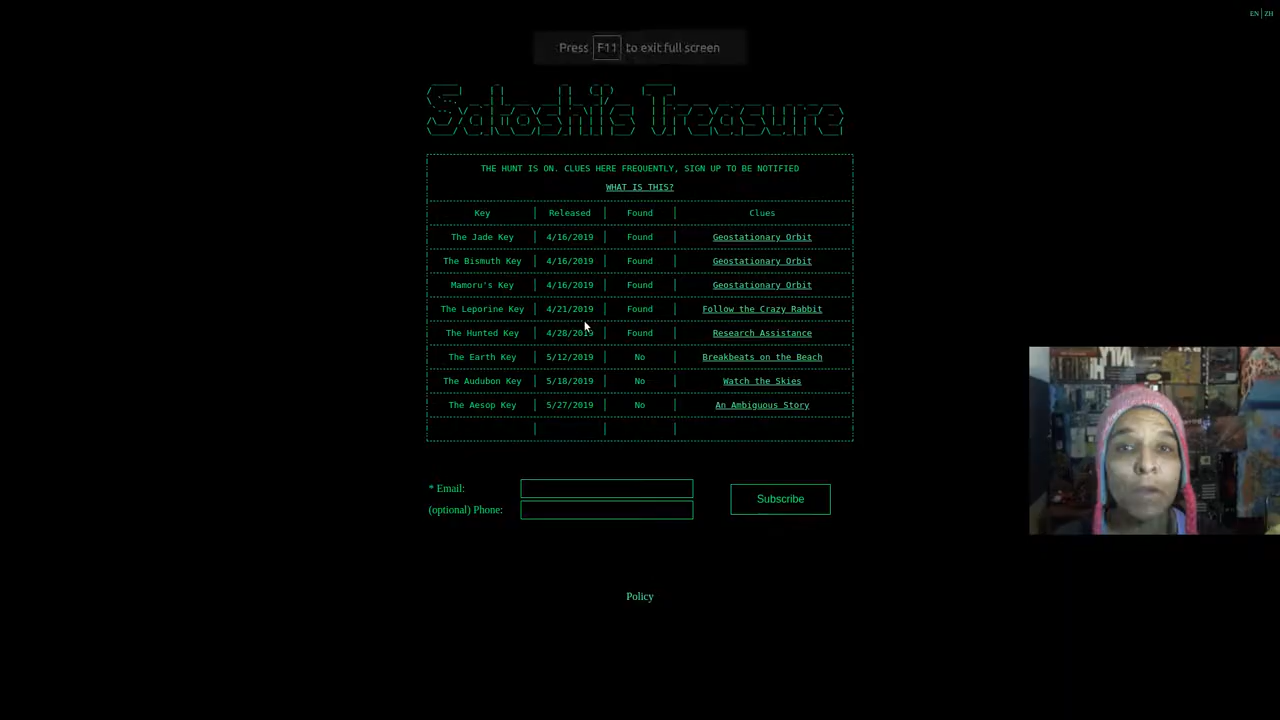 EN | ZH
Press F11 to exit full screen
Satoshi's Treasure
THE HUNT IS ON. CLUES HERE FREQUENTLY, SIGN UP TO BE NOTIFIED
WHAT IS THIS?
Key | Released | Found | Clues
The Jade Key | 4/16/2019 | Found | Geostationary Orbit
The Bismuth Key | 4/16/2019 | Found | Geostationary Orbit
Mamoru's Key | 4/16/2019 | Found | Geostationary Orbit
The Leporine Key | 4/21/2019 | Found | Follow the Crazy Rabbit
The Hunted Key | 4/28/2019 | Found | Research Assistance
The Earth Key | 5/12/2019 | No | Breakbeats on the Beach
The Audubon Key | 5/18/2019 | No | Watch the Skies
The Aesop Key | 5/27/2019 | No | An Ambiguous Story
* Email:
Subscribe
(optional) Phone:
Policy